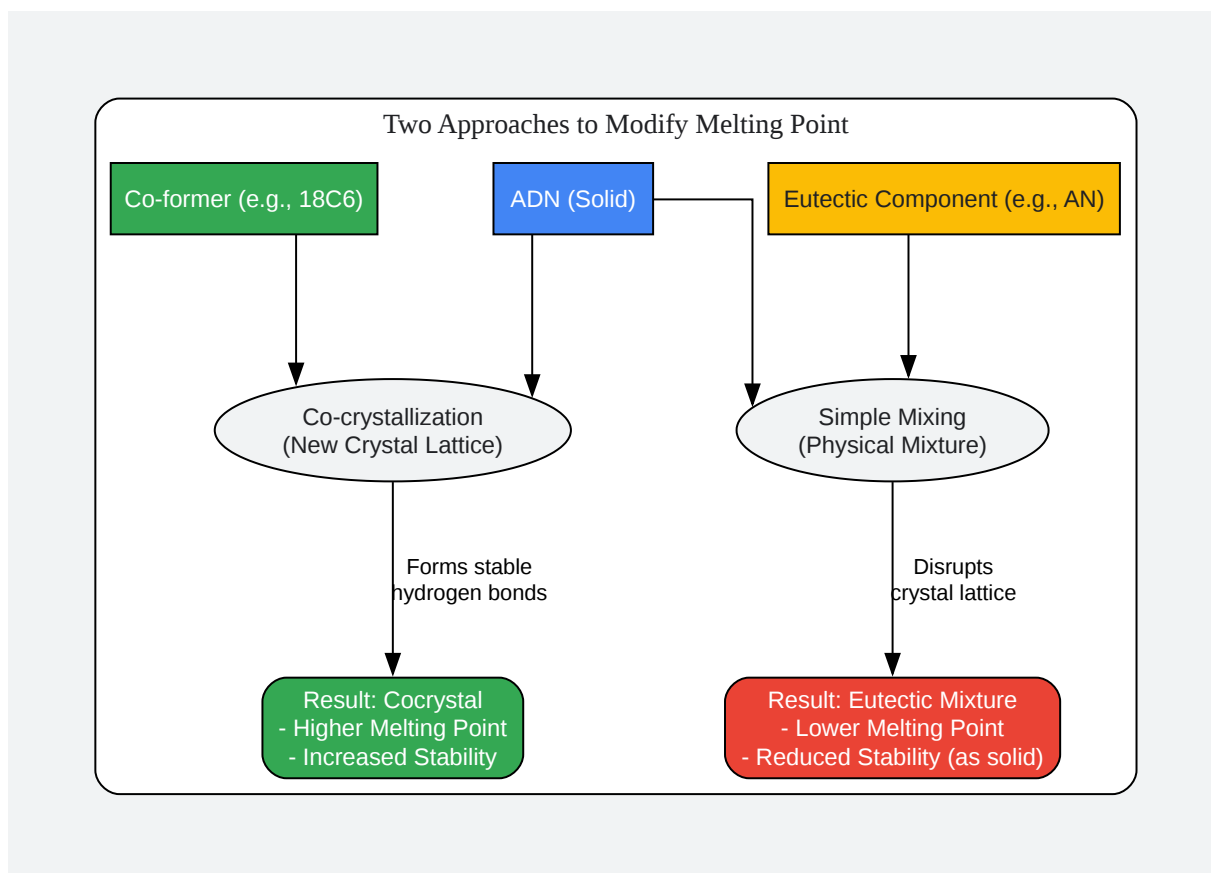 Two Approaches to Modify Melting Point
Co-former (e.g., 18C6)
ADN (Solid)
Eutectic Component (e.g., AN)
Co-crystallization
(New Crystal Lattice)
Simple Mixing
(Physical Mixture)
Forms stable
hydrogen bonds
Disrupts
crystal lattice
Result: Cocrystal
- Higher Melting Point
- Increased Stability
Result: Eutectic Mixture
- Lower Melting Point
- Reduced Stability (as solid)